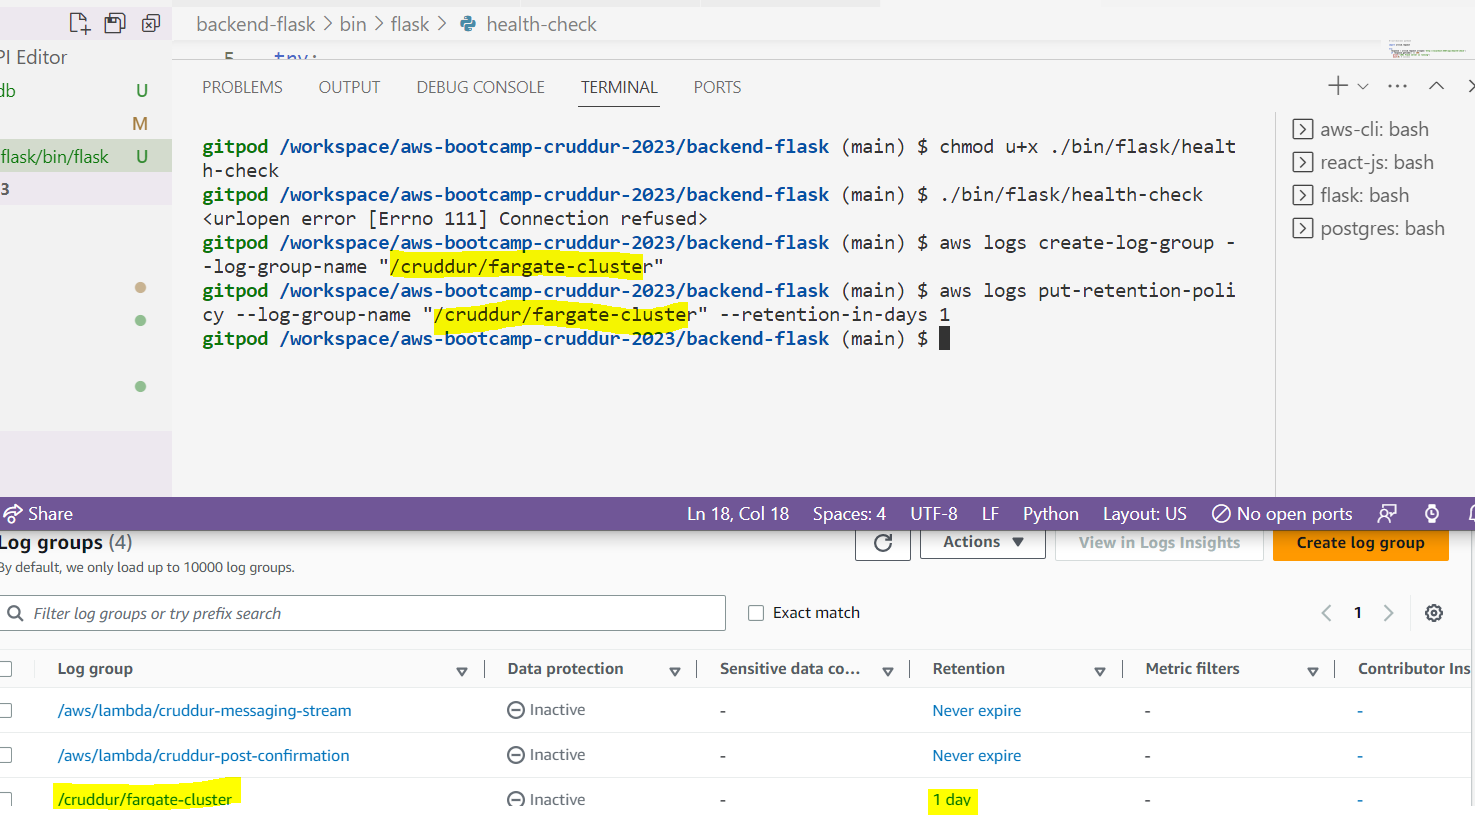 backend-flask > bin > flask > health-check
PI Editor
5 try:
db U
M
flask/bin/flask U
3
PROBLEMS OUTPUT DEBUG CONSOLE TERMINAL PORTS
aws-cli: bash
react-js: bash
flask: bash
postgres: bash
gitpod /workspace/aws-bootcamp-cruddur-2023/backend-flask (main) $ chmod u+x ./bin/flask/healt
h-check
gitpod /workspace/aws-bootcamp-cruddur-2023/backend-flask (main) $ ./bin/flask/health-check
<urlopen error [Errno 111] Connection refused>
gitpod /workspace/aws-bootcamp-cruddur-2023/backend-flask (main) $ aws logs create-log-group -
-log-group-name "/cruddur/fargate-cluster"
gitpod /workspace/aws-bootcamp-cruddur-2023/backend-flask (main) $ aws logs put-retention-poli
cy --log-group-name "/cruddur/fargate-cluster" --retention-in-days 1
gitpod /workspace/aws-bootcamp-cruddur-2023/backend-flask (main) $
Share Ln 18, Col 18 Spaces: 4 UTF-8 LF Python Layout: US No open ports
Log groups (4) Actions View in Logs Insights Create log group
By default, we only load up to 10000 log groups.
Filter log groups or try prefix search Exact match 1
Log group Data protection Sensitive data co... Retention Metric filters Contributor Ins
/aws/lambda/cruddur-messaging-stream Inactive - Never expire - -
/aws/lambda/cruddur-post-confirmation Inactive - Never expire - -
/cruddur/fargate-cluster Inactive - 1 day - -